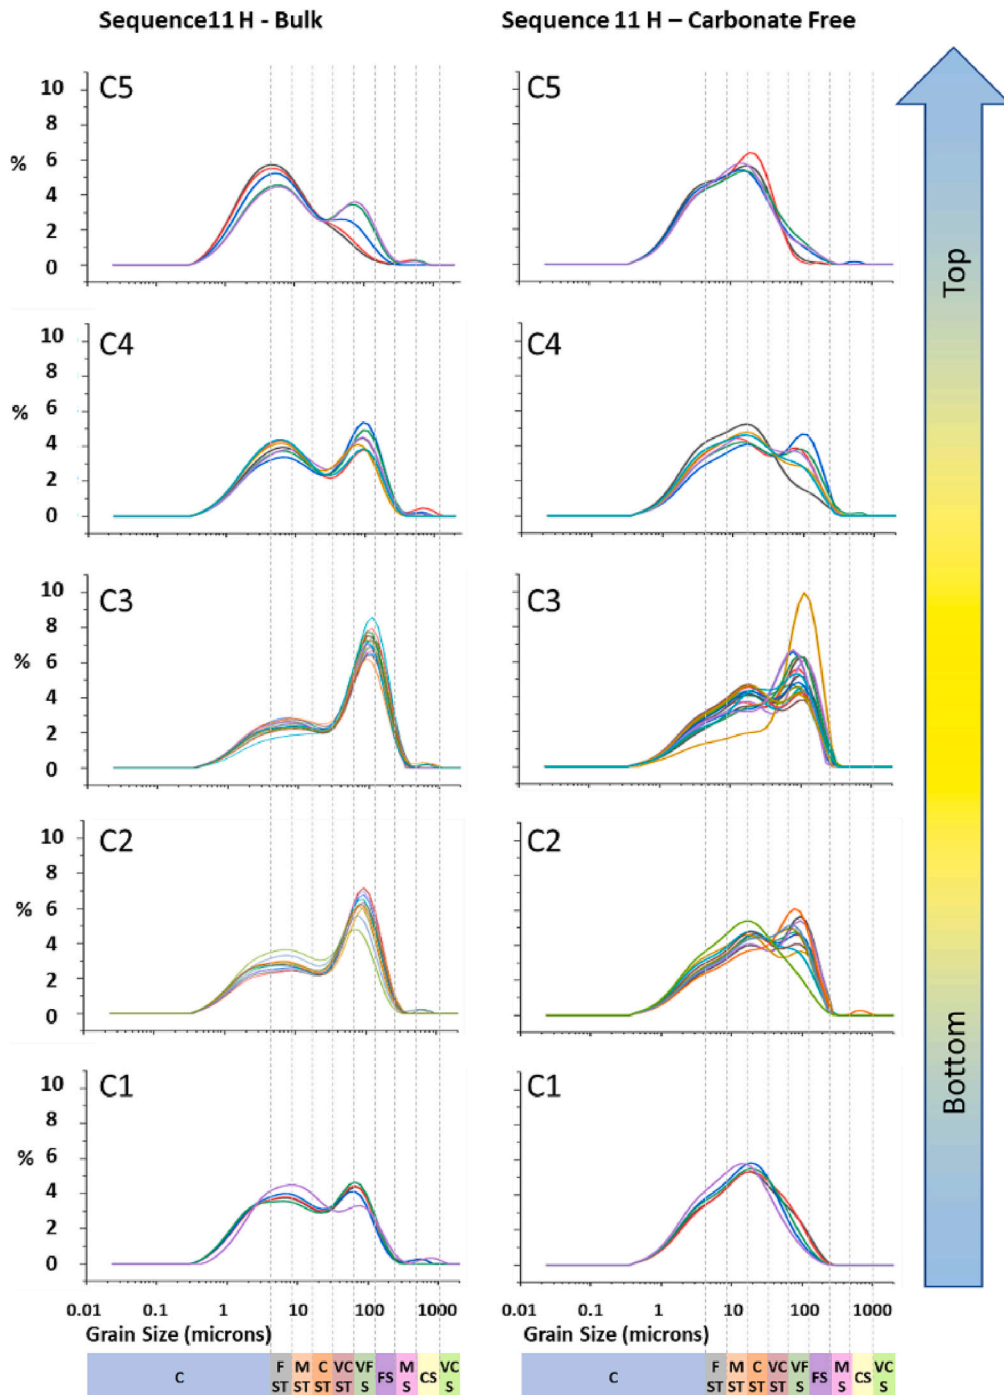 Sequence11 H - Bulk
Sequence 11 H – Carbonate Free
C5
10
8
6
%
4
2
0
C5
C4
10
8
6
%
4
2
0
C4
C3
10
8
6
%
4
2
0
C3
C2
10
8
6
%
4
2
0
C2
C1
10
8
6
%
4
2
0
C1
Top
Bottom
0.01 0.1 1 10 100 1000
0.01 0.1 1 10 100 1000
Grain Size (microns)
Grain Size (microns)
C F ST M ST C ST VC ST VF S FS M S CS VC S
C F ST M ST C ST VC ST VF S FS M S CS VC S